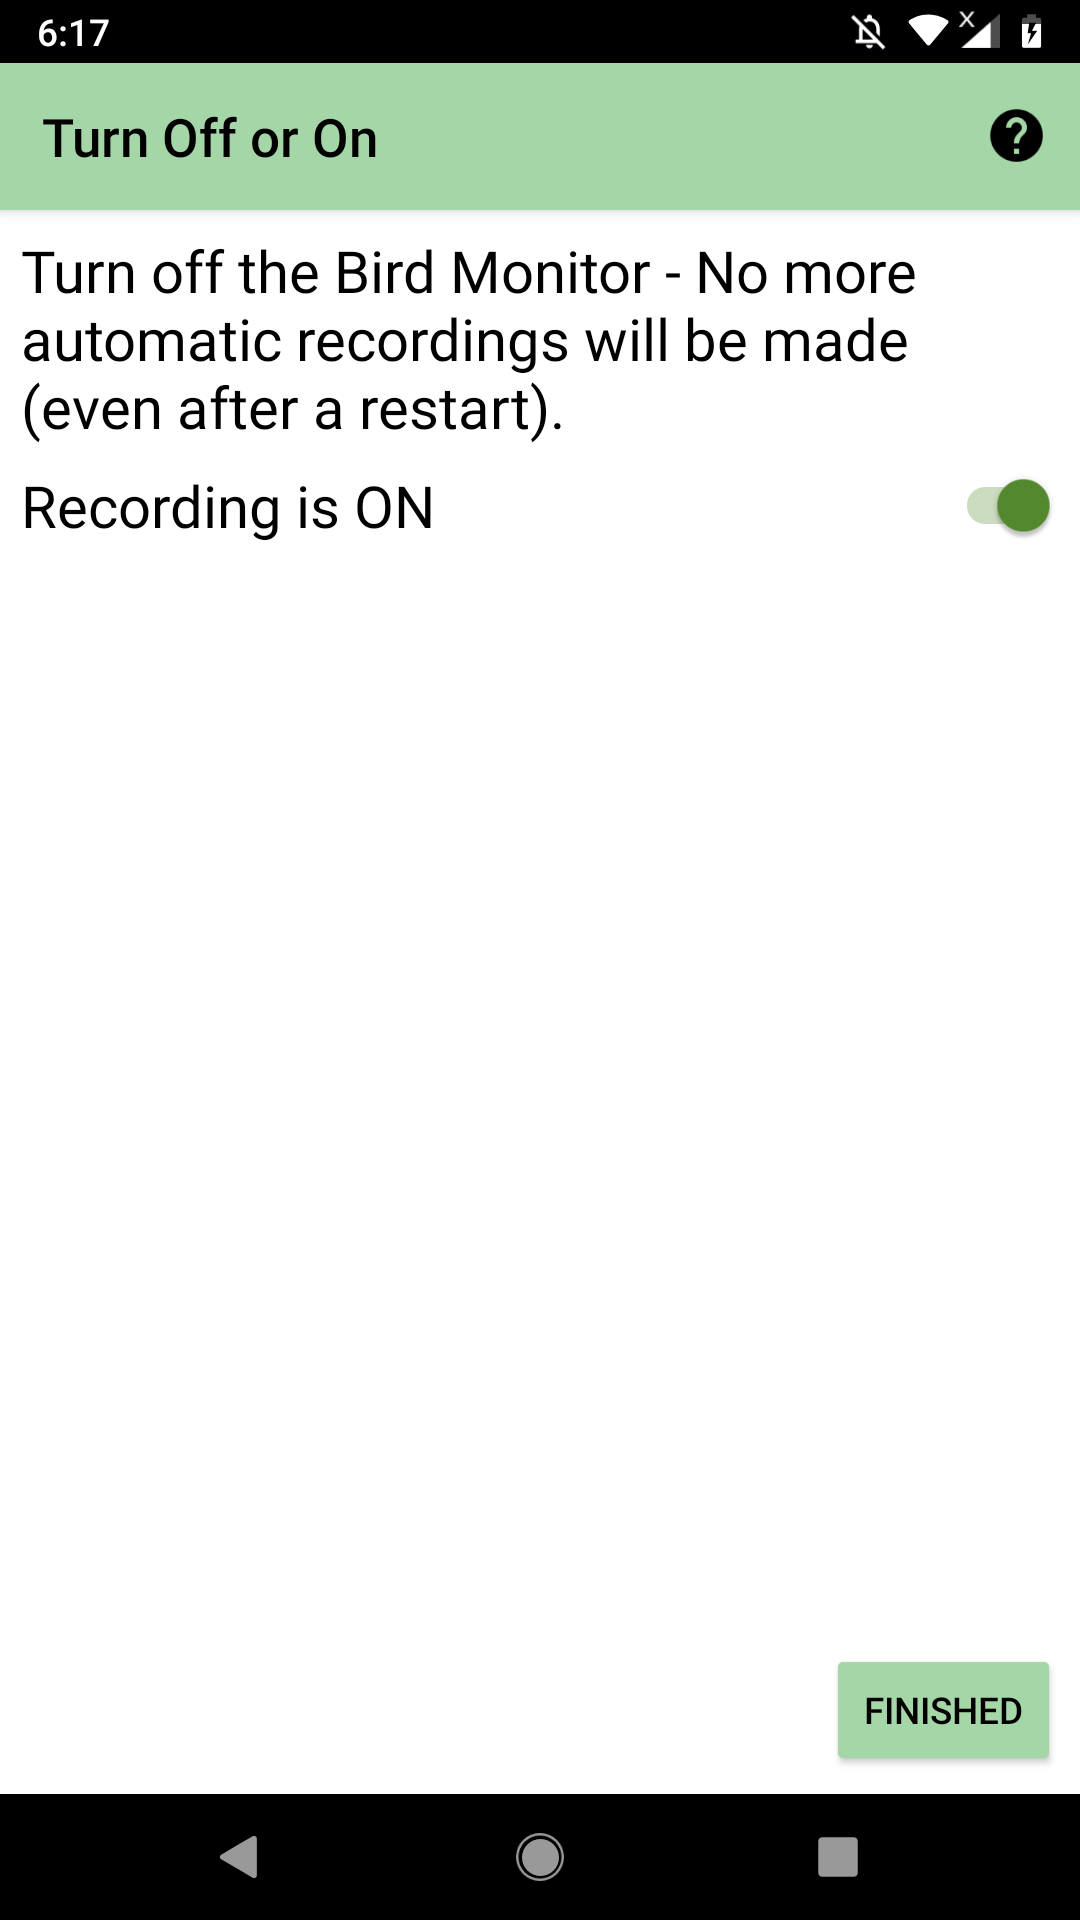 6:17
X
Turn Off or On
?
Turn off the Bird Monitor - No more
automatic recordings will be made
(even after a restart).
Recording is ON
FINISHED